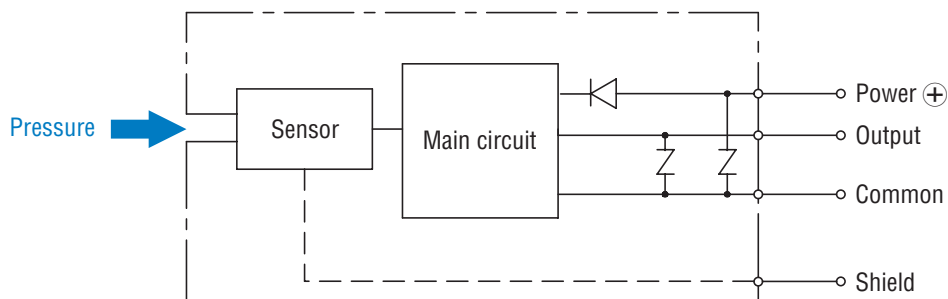 Pressure
Sensor
Main circuit
Power ⊕
Output
Common
Shield